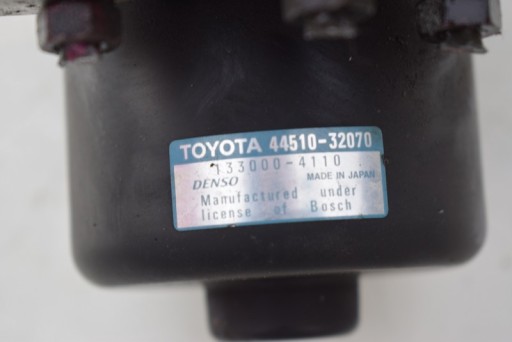 TOYOTA 44510-32070
133000-4110
DENSO MADE IN JAPAN
Manufactured under
license of Bosch